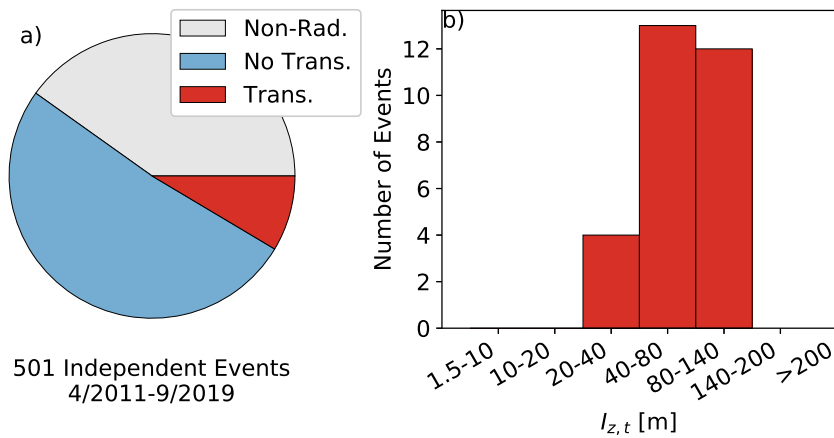 a)
Non-Rad.
No Trans.
Trans.
501 Independent Events
4/2011-9/2019
b)
Number of Events
12
10
8
6
4
2
0
1.5-10
10-20
20-40
40-80
80-140
140-200
>200
I_{z,t} [m]